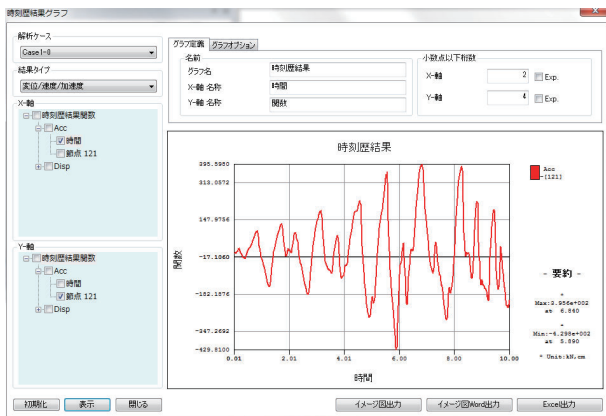 時刻歴結果グラフ
解析ケース
Case1-0
結果タイプ
変位/速度/加速度
X-軸
時刻歴結果関数
Acc
時間
節点 121
Disp
Y-軸
時刻歴結果関数
Acc
時間
節点 121
Disp
グラフ定義 グラフオプション
名前
グラフ名 時刻歴結果
X-軸 名称 時間
Y-軸 名称 関数
小数点以下桁数
X-軸 2 Exp.
Y-軸 4 Exp.
時刻歴結果
395.5950
313.0572
147.9736
-17.1060
-182.1876
-347.2692
-429.8100
0.01 2.01 4.01 6.00 8.00 10.00
関数
時間
Acc
-[121]
- 要約 -
*
Max:3.956e+002
at 6.840
*
Min:-4.298e+002
at 5.890
* Unit:kN,cm
初期化 表示 閉じる イメージ図出力 イメージ図Word出力 Excel出力